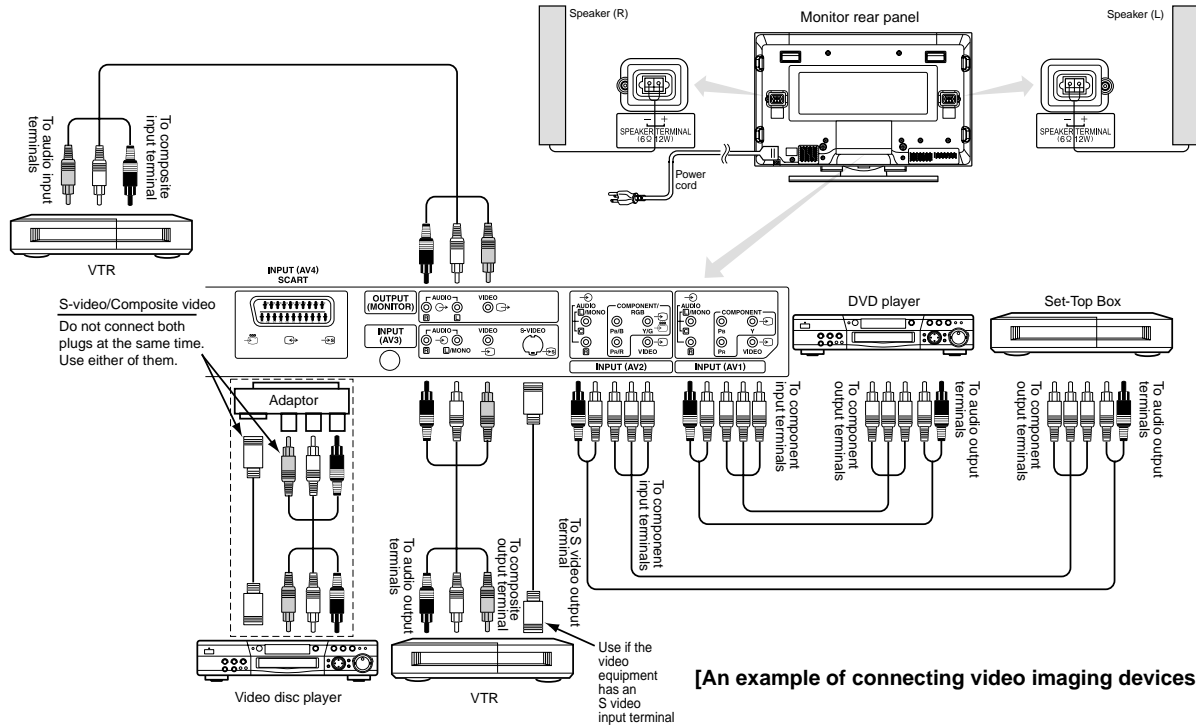 Speaker (R)
Monitor rear panel
Speaker (L)
− +
SPEAKER TERMINAL
(6Ω 12W)
− +
SPEAKER TERMINAL
(6Ω 12W)
Power
cord
To audio input
terminals
To composite
input terminal
VTR
S-video/Composite video
Do not connect both
plugs at the same time.
Use either of them.
INPUT (AV4)
SCART
OUTPUT
(MONITOR)
AUDIO
R
L
VIDEO
INPUT
(AV3)
AUDIO
R
L/MONO
VIDEO
S-VIDEO
AUDIO
L/MONO
R
COMPONENT/
RGB
PB/B
Y/G
PR/R
VIDEO
INPUT (AV2)
AUDIO
L/MONO
R
COMPONENT
PB
Y
PR
VIDEO
INPUT (AV1)
DVD player
Set-Top Box
Adaptor
To component
input terminals
To component
output terminals
To audio output
terminals
To component
output terminals
To audio output
terminals
To component
input terminals
To S video output
terminal
To audio output
terminals
To composite
output terminal
Video disc player
VTR
Use if the
video
equipment
has an
S video
input terminal
[An example of connecting video imaging devices